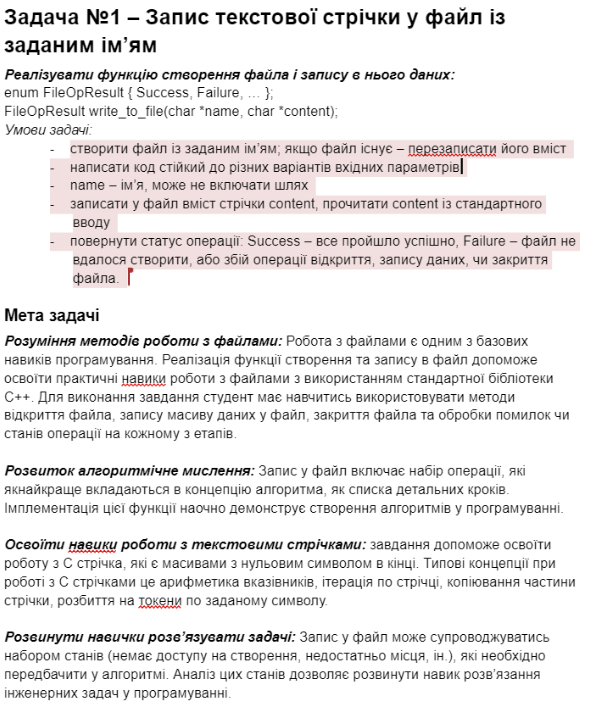 Задача №1 – Запис текстової стрічки у файл із
заданим ім’ям
Реалізувати функцію створення файла і запису в нього даних:
enum FileOpResult { Success, Failure, ... };
FileOpResult write_to_file(char *name, char *content);
Умови задачі:
- створити файл із заданим ім’ям; якщо файл існує – перезаписати його вміст
- написати код стійкий до різних варіантів вхідних параметрів
- name – ім’я, може не включати шлях
- записати у файл вміст стрічки content, прочитати content із стандартного
вводу
- повернути статус операції: Success – все пройшло успішно, Failure – файл не
вдалося створити, або збій операції відкриття, запису даних, чи закриття
файла.
Мета задачі
Розуміння методів роботи з файлами: Робота з файлами є одним з базових
навиків програмування. Реалізація функції створення та запису в файл допоможе
освоїти практичні навики роботи з файлами з використанням стандартної бібліотеки
C++. Для виконання завдання студент має навчитись використовувати методи
відкриття файла, запису масиву даних у файл, закриття файла та обробки помилок чи
станів операції на кожному з етапів.
Розвиток алгоритмічне мислення: Запис у файл включає набір операції, які
якнайкраще вкладаються в концепцію алгоритма, як списка детальних кроків.
Імплементація цієї функції наочно демонструє створення алгоритмів у програмуванні.
Освоїти навики роботи з текстовими стрічками: завдання допоможе освоїти
роботу з C стрічка, які є масивами з нульовим символом в кінці. Типові концепції при
роботі з C стрічками це арифметика вказівників, ітерація по стрічці, копіювання частини
стрічки, розбиття на токени по заданому символу.
Розвинути навички розв’язувати задачі: Запис у файл може супроводжуватись
набором станів (немає доступу на створення, недостатньо місця, ін.), які необхідно
передбачити у алгоритмі. Аналіз цих станів дозволяє розвинути навик розв’язання
інженерних задач у програмуванні.